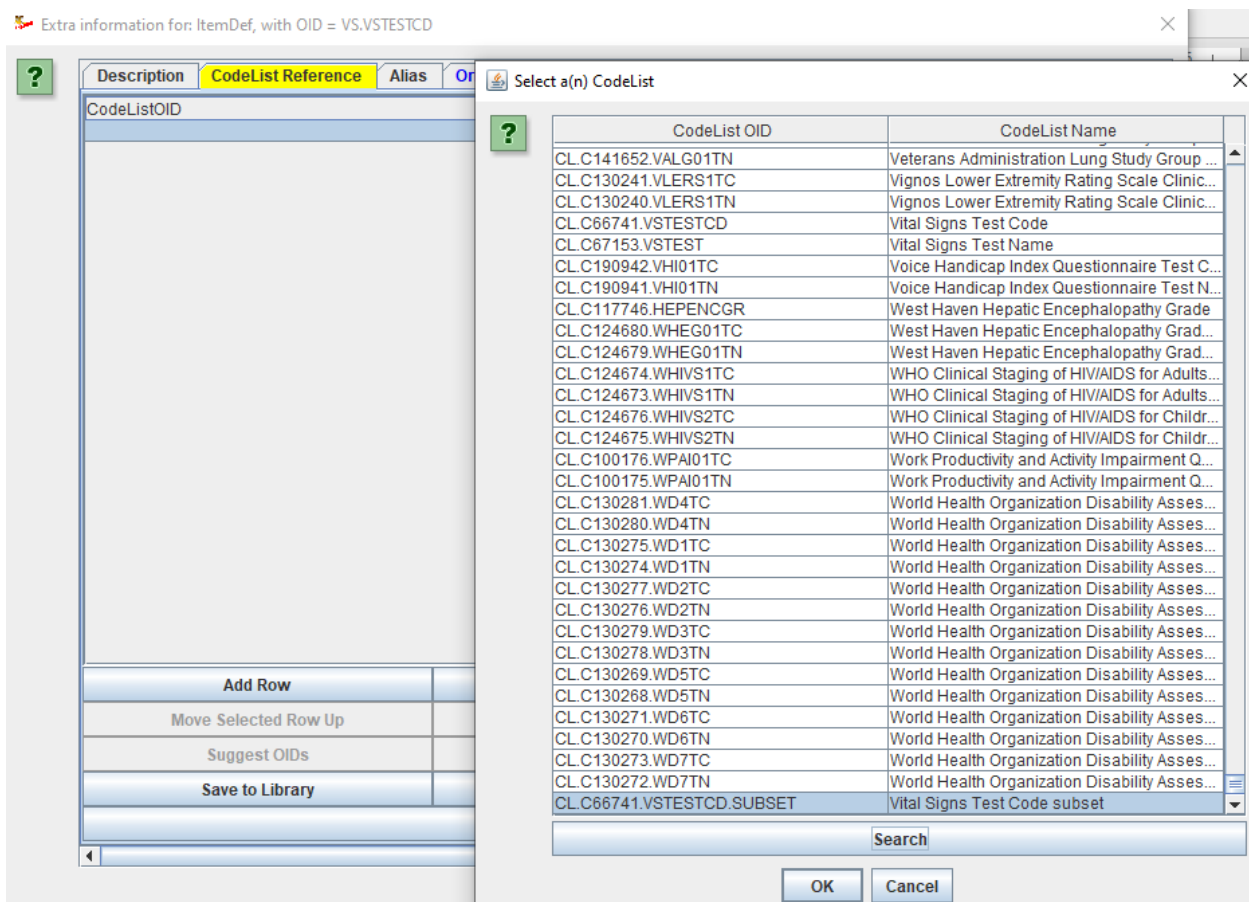 Extra information for: ItemDef, with OID = VS.VSTESTCD
?
Description CodeList Reference Alias Or
CodeListOID
Add Row
Move Selected Row Up
Suggest OIDs
Save to Library
Select a(n) CodeList
?
CodeList OID CodeList Name
CL.C141652.VALG01TN Veterans Administration Lung Study Group ...
CL.C130241.VLERS1TC Vignos Lower Extremity Rating Scale Clinic...
CL.C130240.VLERS1TN Vignos Lower Extremity Rating Scale Clinic...
CL.C66741.VSTESTCD Vital Signs Test Code
CL.C67153.VSTEST Vital Signs Test Name
CL.C190942.VHI01TC Voice Handicap Index Questionnaire Test C...
CL.C190941.VHI01TN Voice Handicap Index Questionnaire Test N...
CL.C117746.HEPENCGR West Haven Hepatic Encephalopathy Grade
CL.C124680.WHEG01TC West Haven Hepatic Encephalopathy Grad...
CL.C124679.WHEG01TN West Haven Hepatic Encephalopathy Grad...
CL.C124674.WHIVS1TC WHO Clinical Staging of HIV/AIDS for Adults...
CL.C124673.WHIVS1TN WHO Clinical Staging of HIV/AIDS for Adults...
CL.C124676.WHIVS2TC WHO Clinical Staging of HIV/AIDS for Childr...
CL.C124675.WHIVS2TN WHO Clinical Staging of HIV/AIDS for Childr...
CL.C100176.WPAI01TC Work Productivity and Activity Impairment Q...
CL.C100175.WPAI01TN Work Productivity and Activity Impairment Q...
CL.C130281.WD4TC World Health Organization Disability Asses...
CL.C130280.WD4TN World Health Organization Disability Asses...
CL.C130275.WD1TC World Health Organization Disability Asses...
CL.C130274.WD1TN World Health Organization Disability Asses...
CL.C130277.WD2TC World Health Organization Disability Asses...
CL.C130276.WD2TN World Health Organization Disability Asses...
CL.C130279.WD3TC World Health Organization Disability Asses...
CL.C130278.WD3TN World Health Organization Disability Asses...
CL.C130269.WD5TC World Health Organization Disability Asses...
CL.C130268.WD5TN World Health Organization Disability Asses...
CL.C130271.WD6TC World Health Organization Disability Asses...
CL.C130270.WD6TN World Health Organization Disability Asses...
CL.C130273.WD7TC World Health Organization Disability Asses...
CL.C130272.WD7TN World Health Organization Disability Asses...
CL.C66741.VSTESTCD.SUBSET Vital Signs Test Code subset
Search
OK Cancel